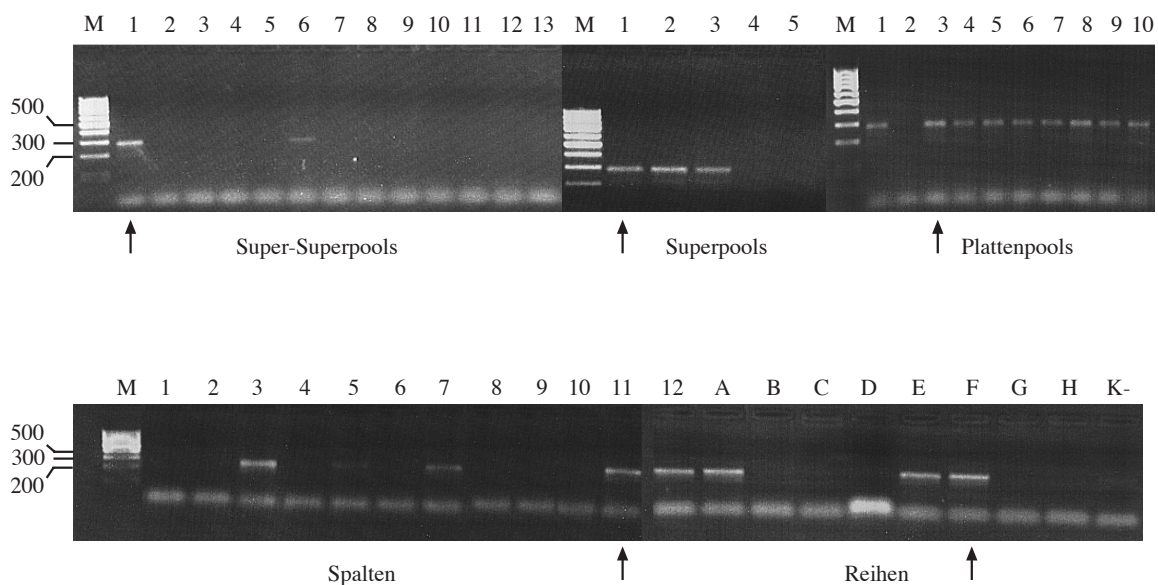 M 1 2 3 4 5 6 7 8 9 10 11 12 13 M 1 2 3 4 5 M 1 2 3 4 5 6 7 8 9 10
500
300
200
Super-Superpools Superpools Plattenpools
M 1 2 3 4 5 6 7 8 9 10 11 12 A B C D E F G H K-
500
300
200
Spalten Reihen